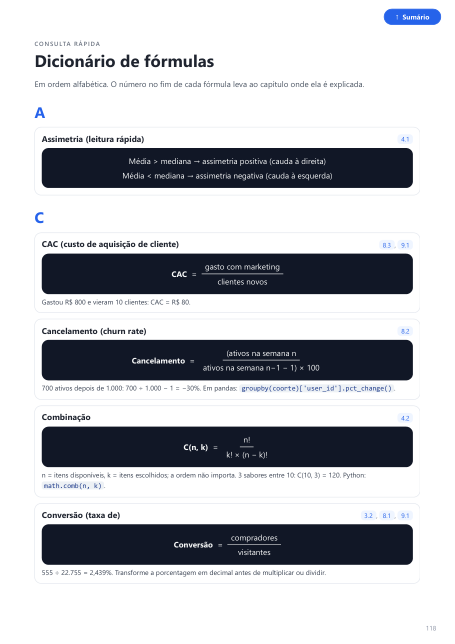 ↑ Sumário
CONSULTA RÁPIDA
Dicionário de fórmulas
Em ordem alfabética. O número no fim de cada fórmula leva ao capítulo onde ela é explicada.
A
Assimetria (leitura rápida) 4.1
Média > mediana → assimetria positiva (cauda à direita)
Média < mediana → assimetria negativa (cauda à esquerda)
C
CAC (custo de aquisição de cliente) 8.3 , 9.1
CAC = gasto com marketing
clientes novos
Gastou R$ 800 e vieram 10 clientes: CAC = R$ 80.
Cancelamento (churn rate) 8.2
Cancelamento = (ativos na semana n
ativos na semana n−1 − 1) × 100
700 ativos depois de 1.000: 700 ÷ 1.000 − 1 = −30%. Em pandas: groupby(coorte)['user_id'].pct_change() .
Combinação 4.2
C(n, k) = n!
k! × (n − k)!
n = itens disponíveis, k = itens escolhidos; a ordem não importa. 3 sabores entre 10: C(10, 3) = 120. Python:
math.comb(n, k) .
Conversão (taxa de) 3.2 , 8.1 , 9.1
Conversão = compradores
visitantes
555 ÷ 22.755 = 2,439%. Transforme a porcentagem em decimal antes de multiplicar ou dividir.
118